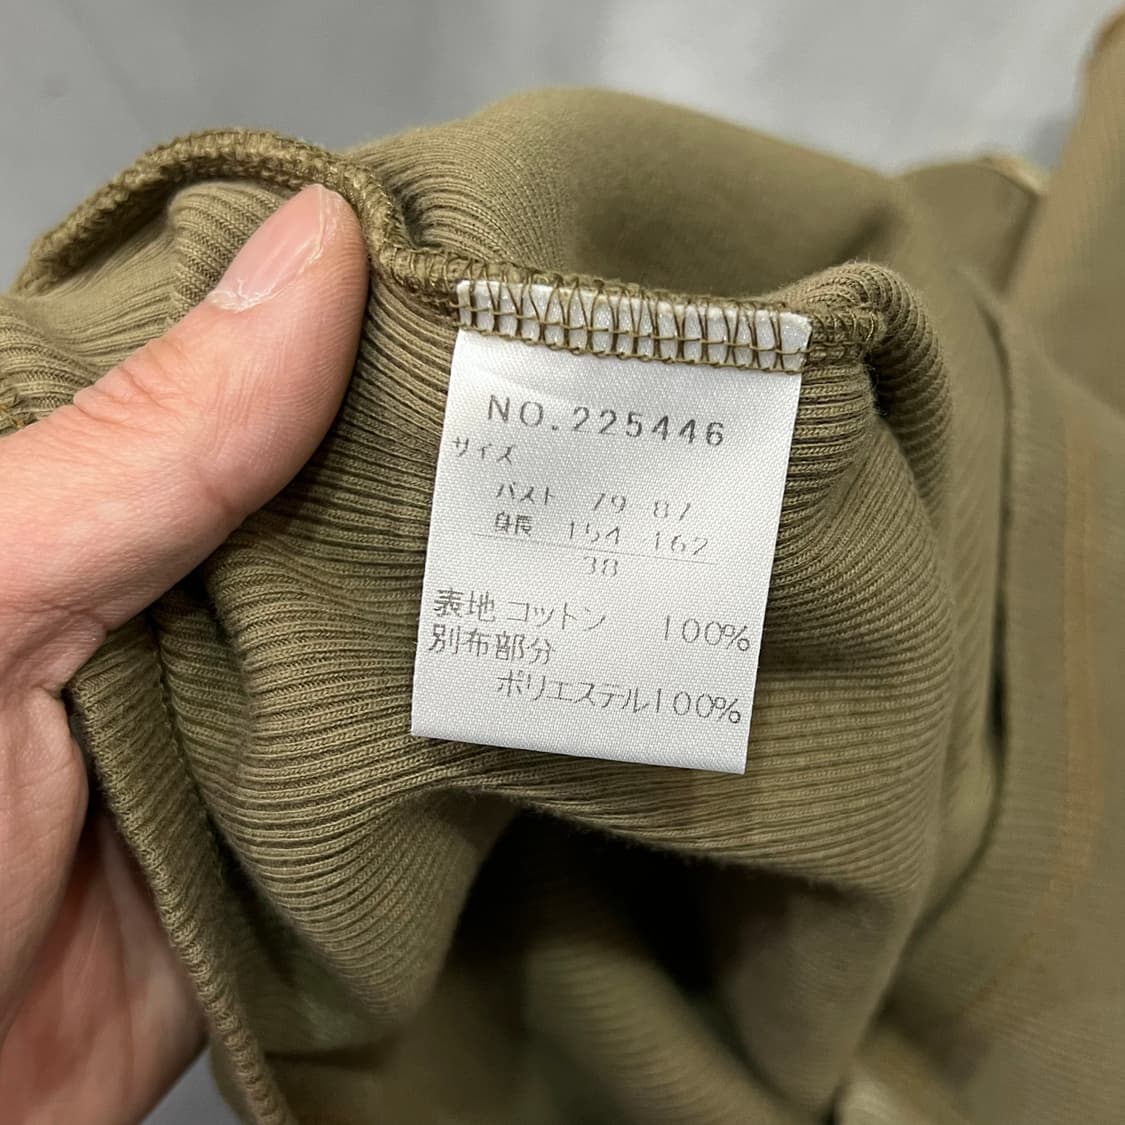 NO.225446
サイズ
バスト 79-87
身長 154-162
38
表地 コットン 100%
別布部分
ポリエステル100%